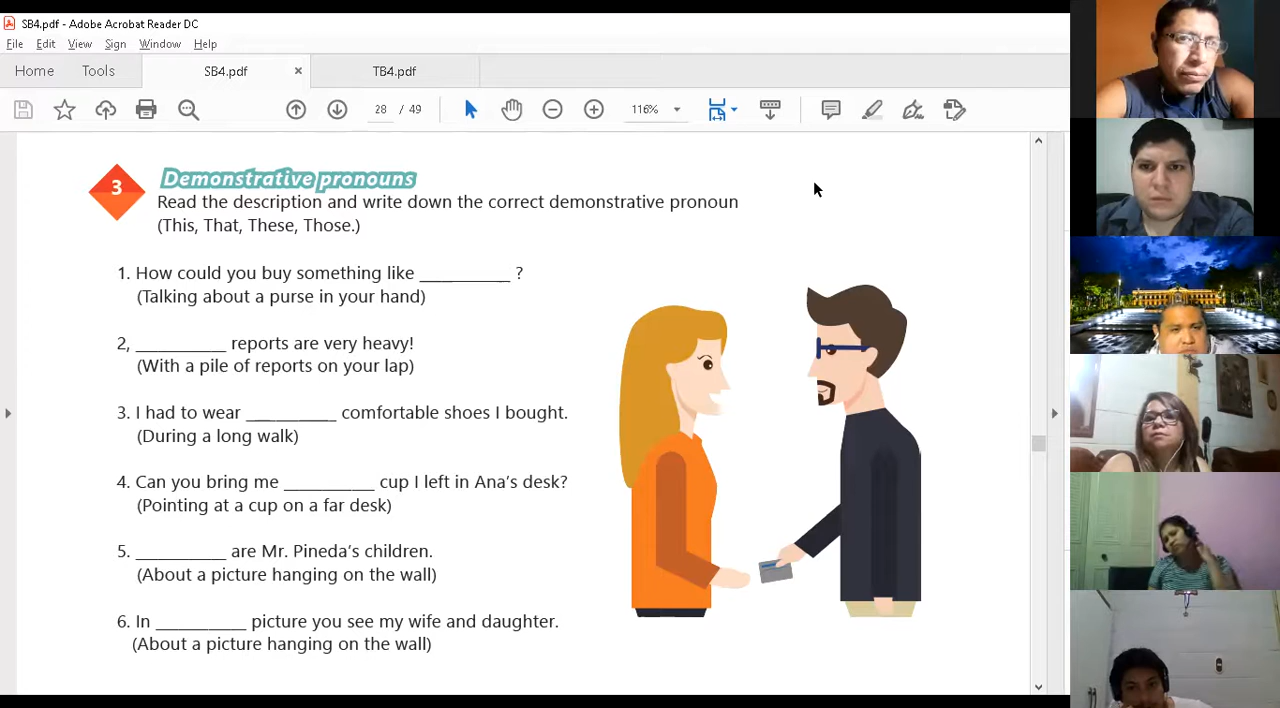 SB4.pdf - Adobe Acrobat Reader DC
File Edit View Sign Window Help
Home Tools SB4.pdf × TB4.pdf
28 / 49 116%
3 Demonstrative pronouns
Read the description and write down the correct demonstrative pronoun
(This, That, These, Those.)
1. How could you buy something like __________ ?
(Talking about a purse in your hand)
2, __________ reports are very heavy!
(With a pile of reports on your lap)
3. I had to wear __________ comfortable shoes I bought.
(During a long walk)
4. Can you bring me __________ cup I left in Ana's desk?
(Pointing at a cup on a far desk)
5. __________ are Mr. Pineda's children.
(About a picture hanging on the wall)
6. In __________ picture you see my wife and daughter.
(About a picture hanging on the wall)